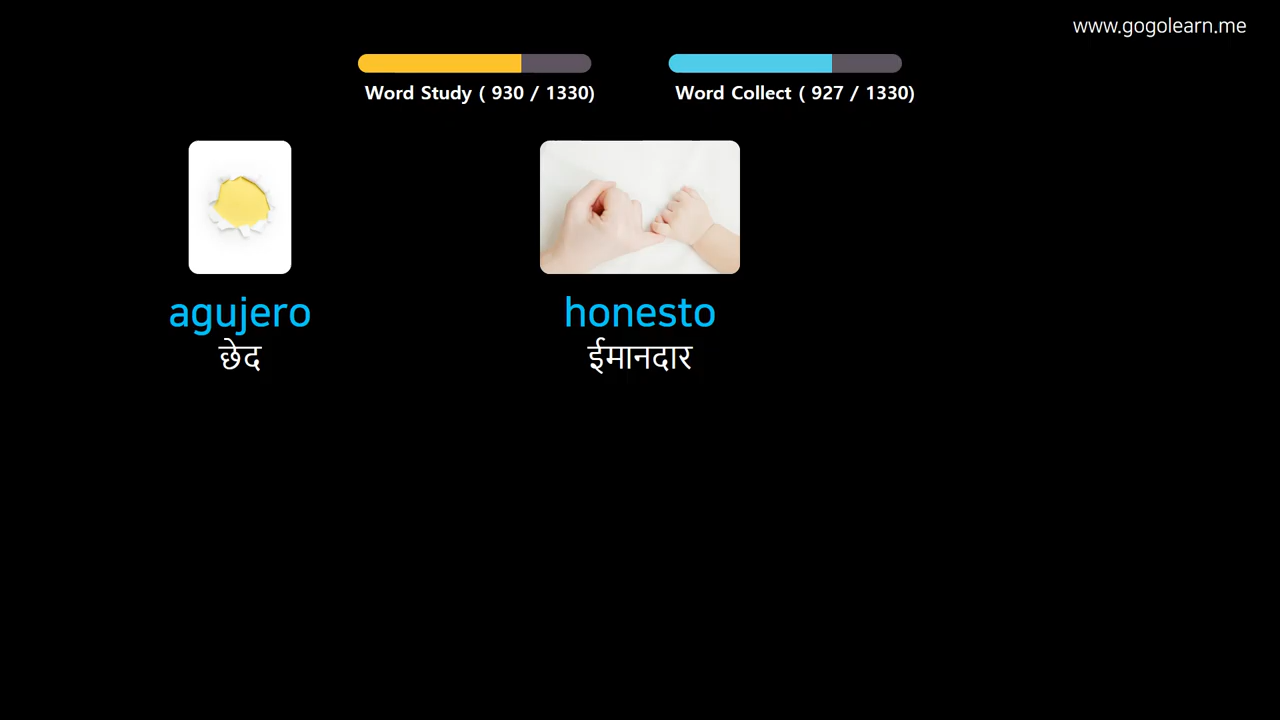 www.gogolearn.me
Word Study ( 930 / 1330)
Word Collect ( 927 / 1330)
agujero
छेद
honesto
ईमानदार